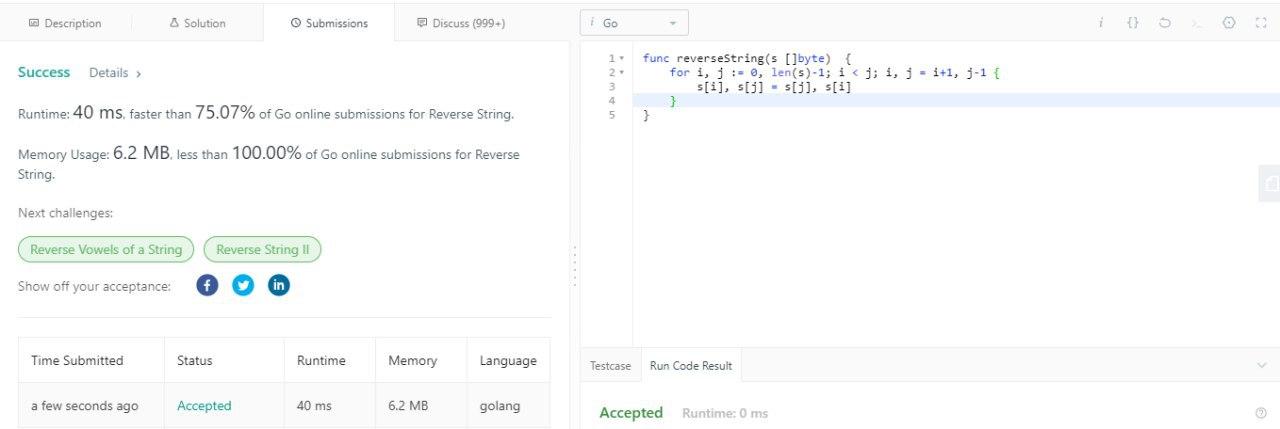 Description
Solution
Submissions
Discuss (999+)
Success
Details
Runtime: 40 ms, faster than 75.07% of Go online submissions for Reverse String.
Memory Usage: 6.2 MB, less than 100.00% of Go online submissions for Reverse
String.
Next challenges:
Reverse Vowels of a String
Reverse String II
Show off your acceptance:
Time Submitted
Status
Runtime
Memory
Language
a few seconds ago
Accepted
40 ms
6.2 MB
golang
i Go
i {} >_
1 func reverseString(s []byte)  {
2     for i, j := 0, len(s)-1; i < j; i, j = i+1, j-1 {
3         s[i], s[j] = s[j], s[i]
4     }
5 }
Testcase
Run Code Result
Accepted
Runtime: 0 ms